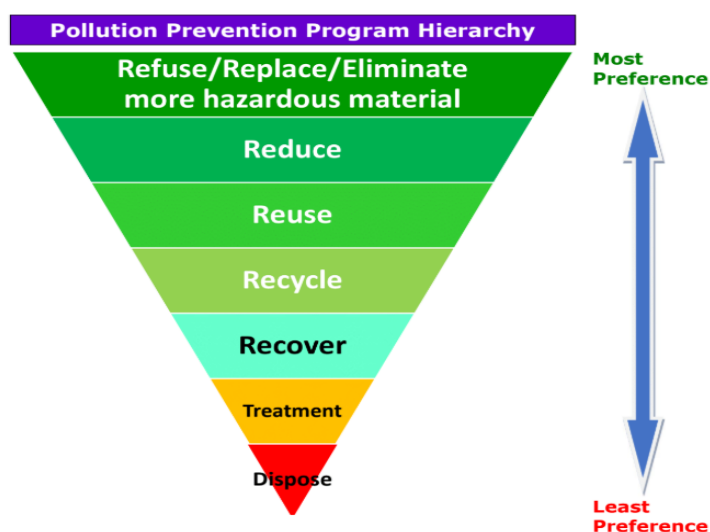 Pollution Prevention Program Hierarchy
Most
Preference
Refuse/Replace/Eliminate
more hazardous material
Reduce
Reuse
Recycle
Recover
Treatment
Dispose
Least
Preference